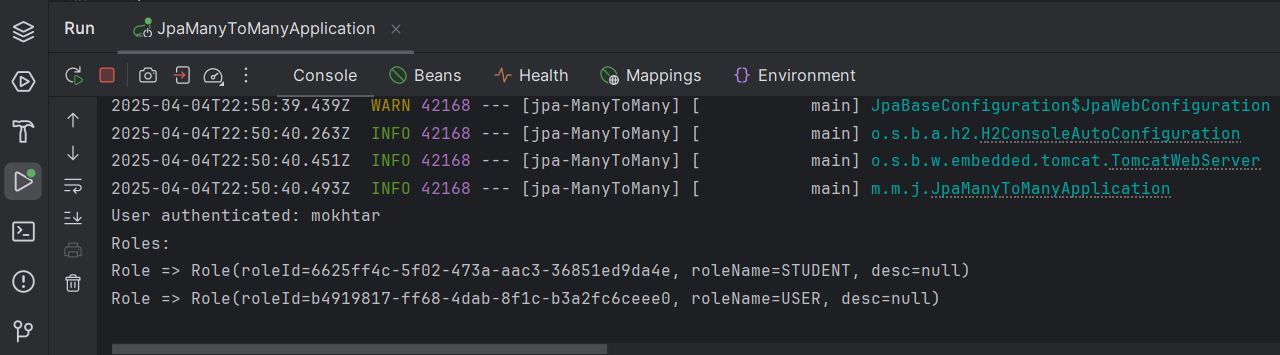 Run JpaManyToManyApplication
Console Beans Health Mappings Environment
2025-04-04T22:50:39.439Z  WARN 42168 --- [jpa-ManyToMany] [           main] JpaBaseConfiguration$JpaWebConfiguration
2025-04-04T22:50:40.263Z  INFO 42168 --- [jpa-ManyToMany] [           main] o.s.b.a.h2.H2ConsoleAutoConfiguration
2025-04-04T22:50:40.451Z  INFO 42168 --- [jpa-ManyToMany] [           main] o.s.b.w.embedded.tomcat.TomcatWebServer
2025-04-04T22:50:40.493Z  INFO 42168 --- [jpa-ManyToMany] [           main] m.m.j.JpaManyToManyApplication
User authenticated: mokhtar
Roles:
Role => Role(roleId=6625ff4c-5f02-473a-aac3-36851ed9da4e, roleName=STUDENT, desc=null)
Role => Role(roleId=b4919817-ff68-4dab-8f1c-b3a2fc6ceee0, roleName=USER, desc=null)